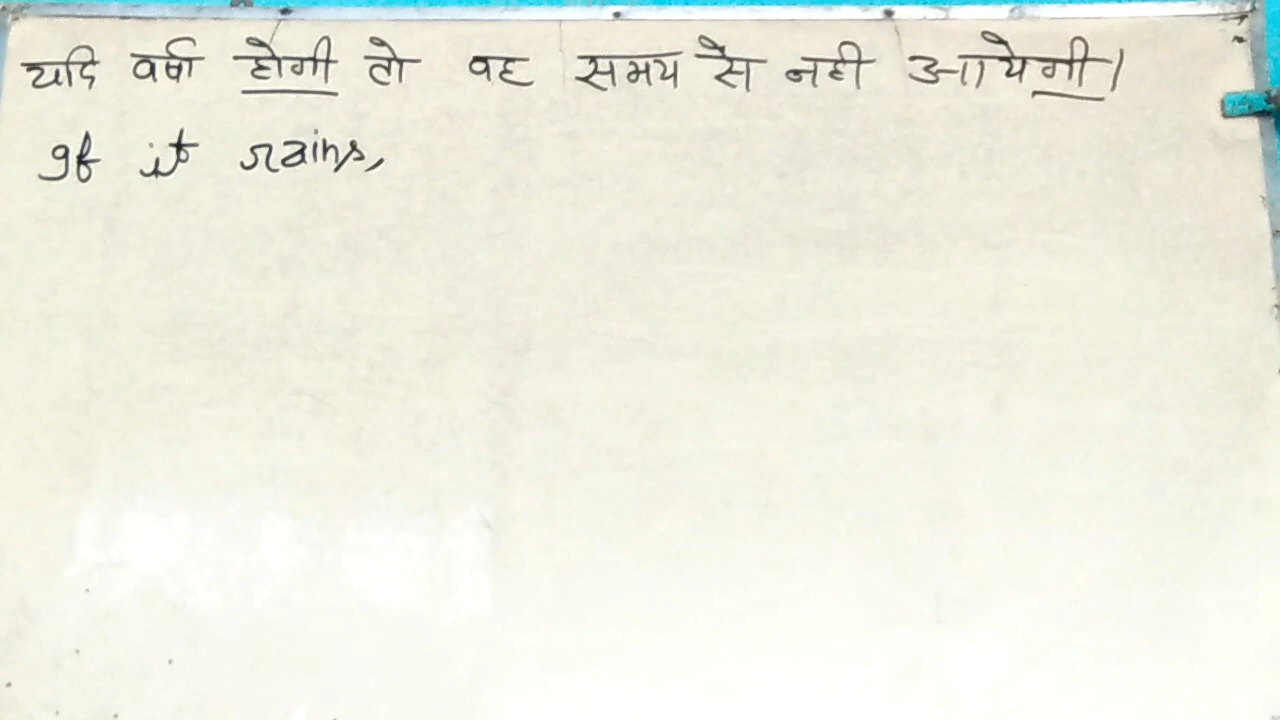 यदि वर्षा होगी तो वह समय से नही आयेगी।
If it rains,